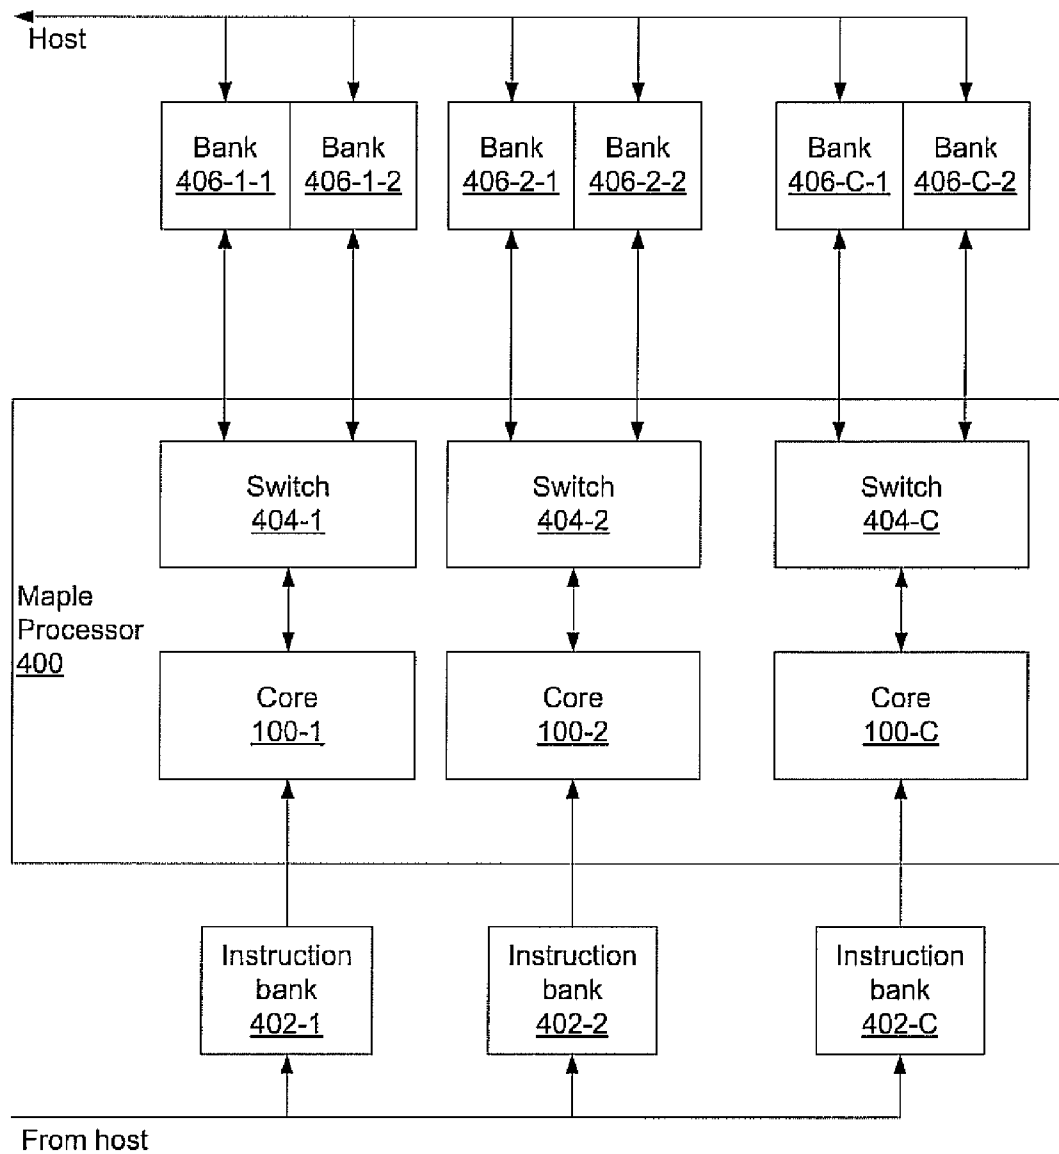 Host
Bank Bank Bank Bank Bank Bank
406-1-1 406-1-2 406-2-1 406-2-2 406-C-1 406-C-2
Switch Switch Switch
404-1 404-2 404-C
Maple
Processor
400
Core Core Core
100-1 100-2 100-C
Instruction Instruction Instruction
bank bank bank
402-1 402-2 402-C
From host